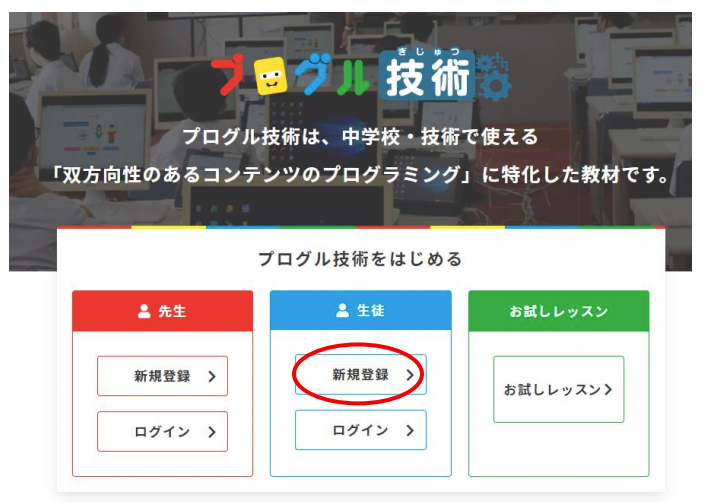 ぎじゅつ
プログル技術
プログル技術は、中学校・技術で使える
「双方向性のあるコンテンツのプログラミング」に特化した教材です。
プログル技術をはじめる
先生
生徒
お試しレッスン
新規登録
新規登録
お試しレッスン
ログイン
ログイン